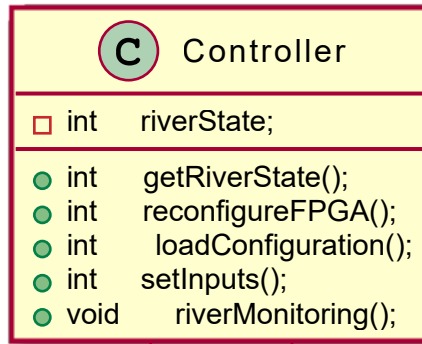 C Controller
int riverState;
int getRiverState();
int reconfigureFPGA();
int loadConfiguration();
int setInputs();
void riverMonitoring();